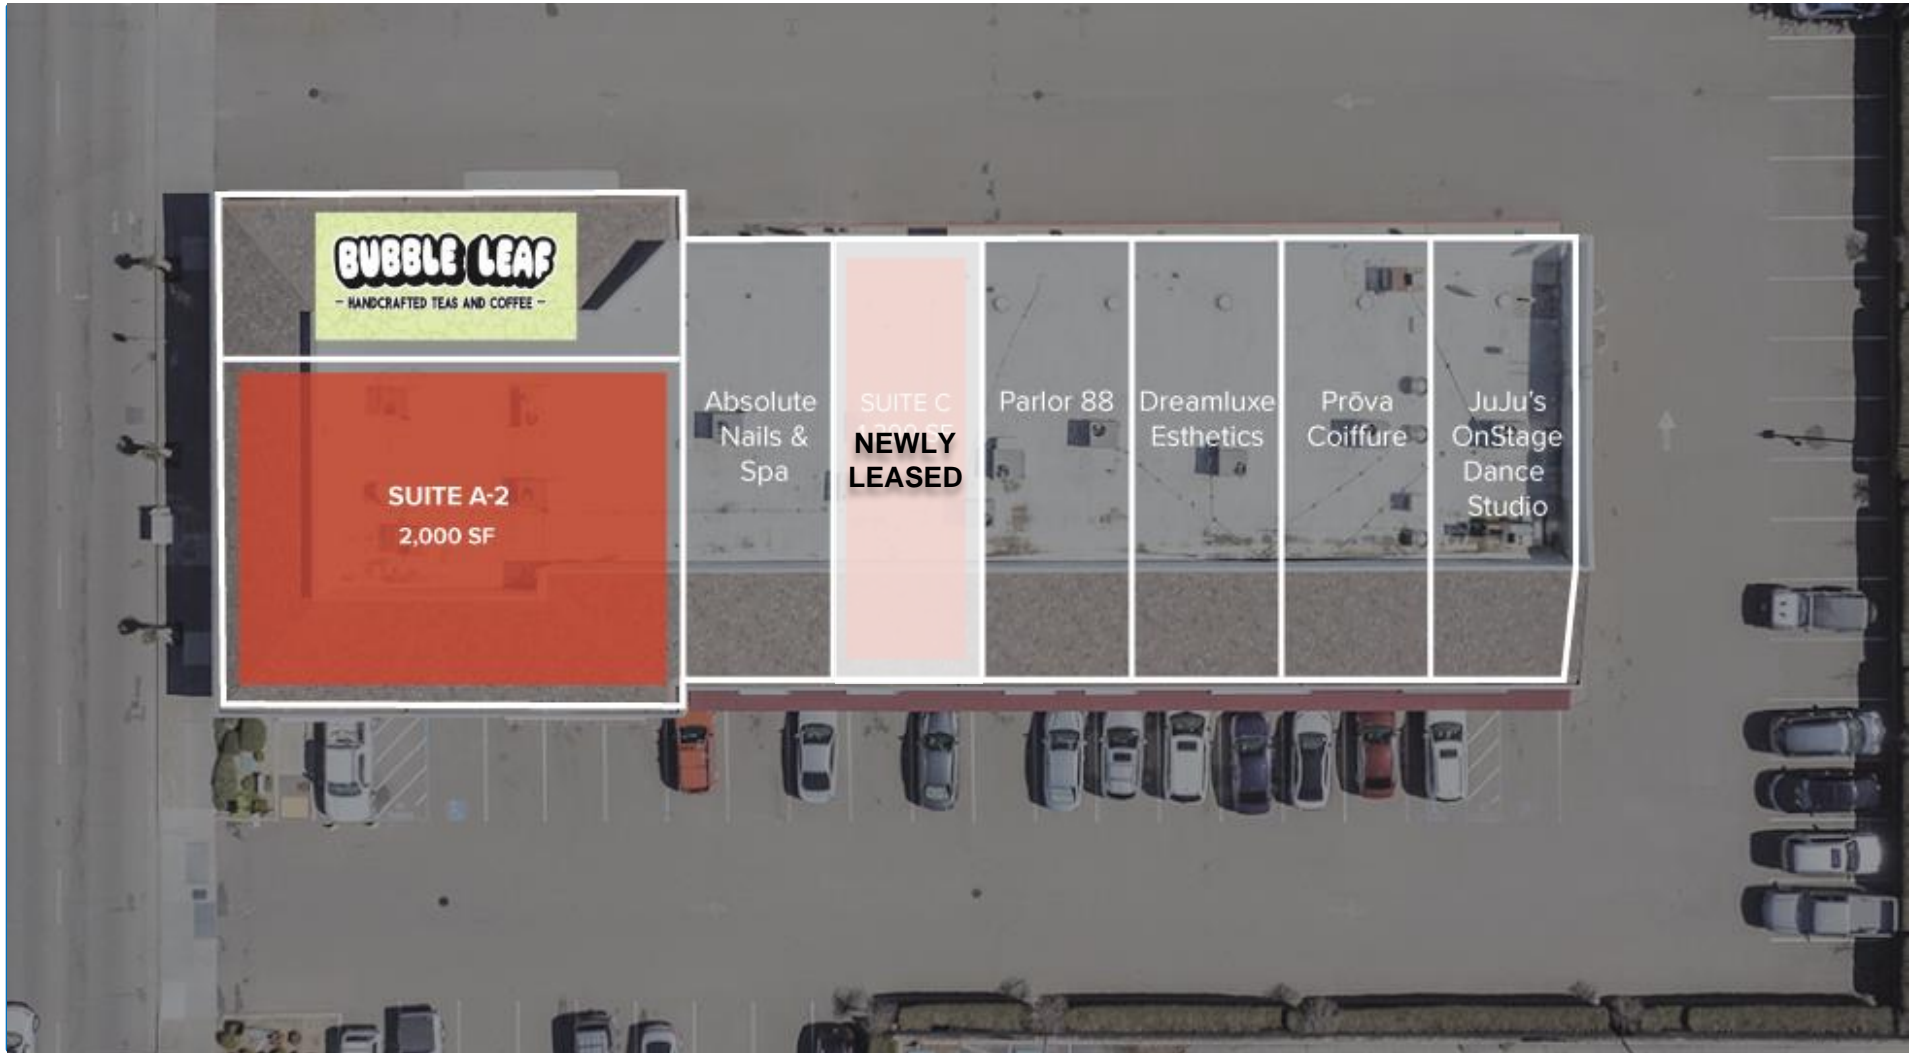 BUBBLE LEAF
- HANDCRAFTED TEAS AND COFFEE -
SUITE A-2
2,000 SF
Absolute
Nails &
Spa
SUITE C
NEWLY
LEASED
Parlor 88
Dreamluxe
Esthetics
Prōva
Coiffure
JuJu's
OnStage
Dance
Studio